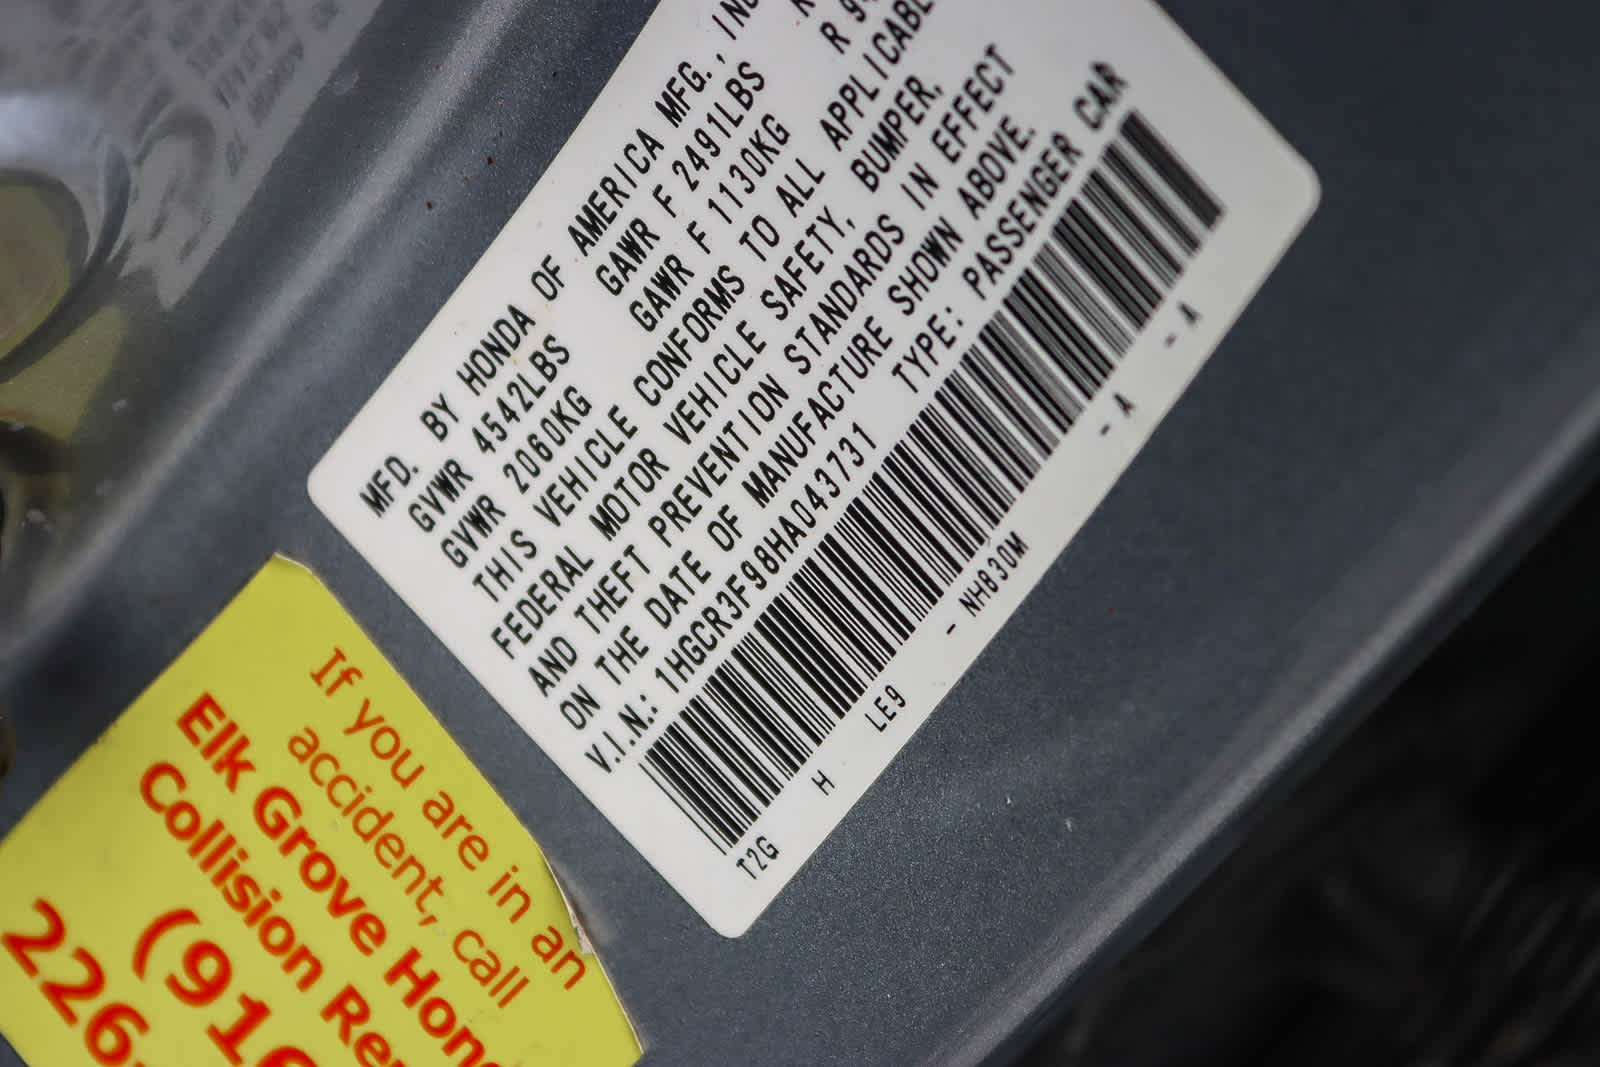 MFD. BY HONDA OF AMERICA MFG., IN
GVWR 4542LBS GAWR F 2491LBS R
GVWR 2060KG GAWR F 1130KG R 9
THIS VEHICLE CONFORMS TO ALL APPLICABL
FEDERAL MOTOR VEHICLE SAFETY, BUMPER,
AND THEFT PREVENTION STANDARDS IN EFFECT
ON THE DATE OF MANUFACTURE SHOWN ABOVE.
V.I.N.: 1HGCR3F98HA043731 TYPE: PASSENGER CAR
T2G H LE9 - NH830M - A - A
If you are in an
accident, call
Elk Grove Hon
Collision Re
(916
226-